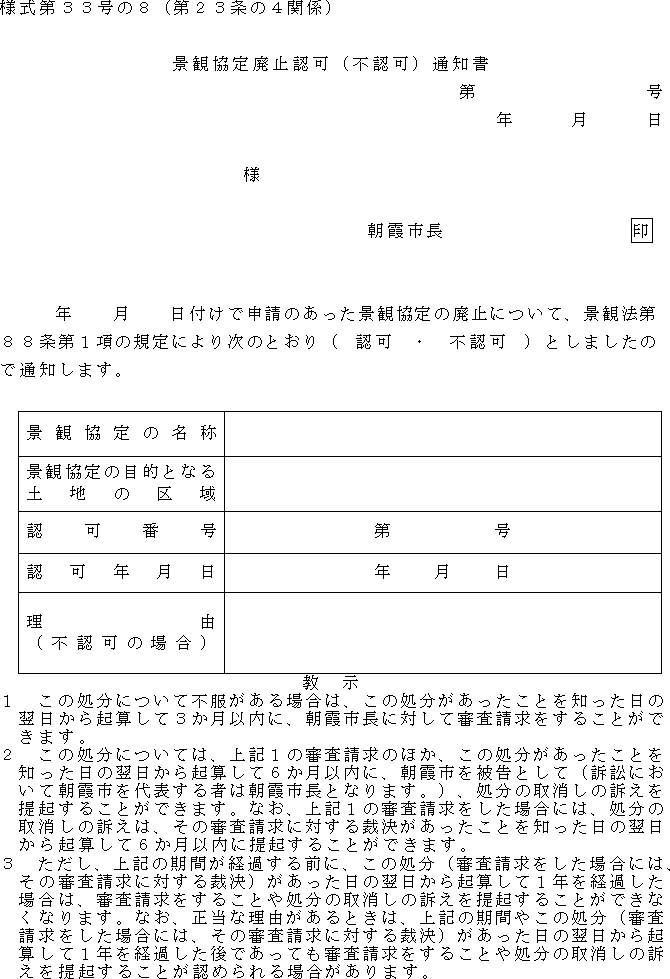 様式第３３号の８（第２３条の４関係）
景観協定廃止認可（不認可）通知書
第　　　　　　　　　号
年　　　月　　　日
様
朝霞市長　　　　　　　　　　印
年　　月　　日付けで申請のあった景観協定の廃止について、景観法第
８８条第１項の規定により次のとおり（　認可　・　不認可　）としましたの
で通知します。
景観協定の名称
景観協定の目的となる
土地の区域
認可番号　　　　　　　　第　　　　　　号
認可年月日　　　　　　　　年　　月　　日
理由
（不認可の場合）
教　示
１　この処分について不服がある場合は、この処分があったことを知った日の
翌日から起算して３か月以内に、朝霞市長に対して審査請求をすることがで
きます。
２　この処分については、上記１の審査請求のほか、この処分があったことを
知った日の翌日から起算して６か月以内に、朝霞市を被告として（訴訟にお
いて朝霞市を代表する者は朝霞市長となります。）、処分の取消しの訴えを
提起することができます。なお、上記１の審査請求をした場合には、処分の
取消しの訴えは、その審査請求に対する裁決があったことを知った日の翌日
から起算して６か月以内に提起することができます。
３　ただし、上記の期間が経過する前に、この処分（審査請求をした場合には、
その審査請求に対する裁決）があった日の翌日から起算して１年を経過した
場合は、審査請求をすることや処分の取消しの訴えを提起することができな
くなります。なお、正当な理由があるときは、上記の期間やこの処分（審査
請求をした場合には、その審査請求に対する裁決）があった日の翌日から起
算して１年を経過した後であっても審査請求をすることや処分の取消しの訴
えを提起することが認められる場合があります。